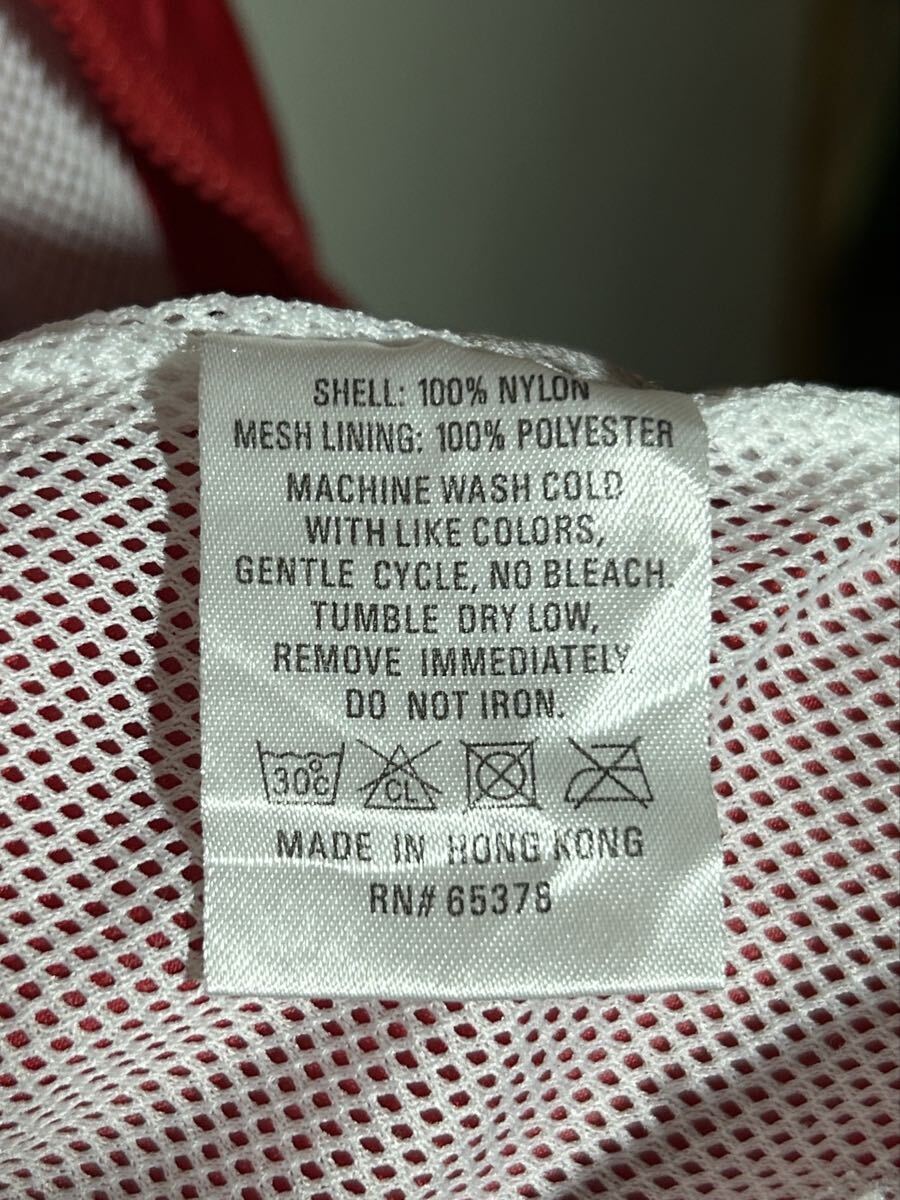 SHELL: 100% NYLON
MESH LINING: 100% POLYESTER
MACHINE WASH COLD
WITH LIKE COLORS,
GENTLE CYCLE, NO BLEACH.
TUMBLE DRY LOW,
REMOVE IMMEDIATELY.
DO NOT IRON.
30°C CL
MADE IN HONG KONG
RN# 65378